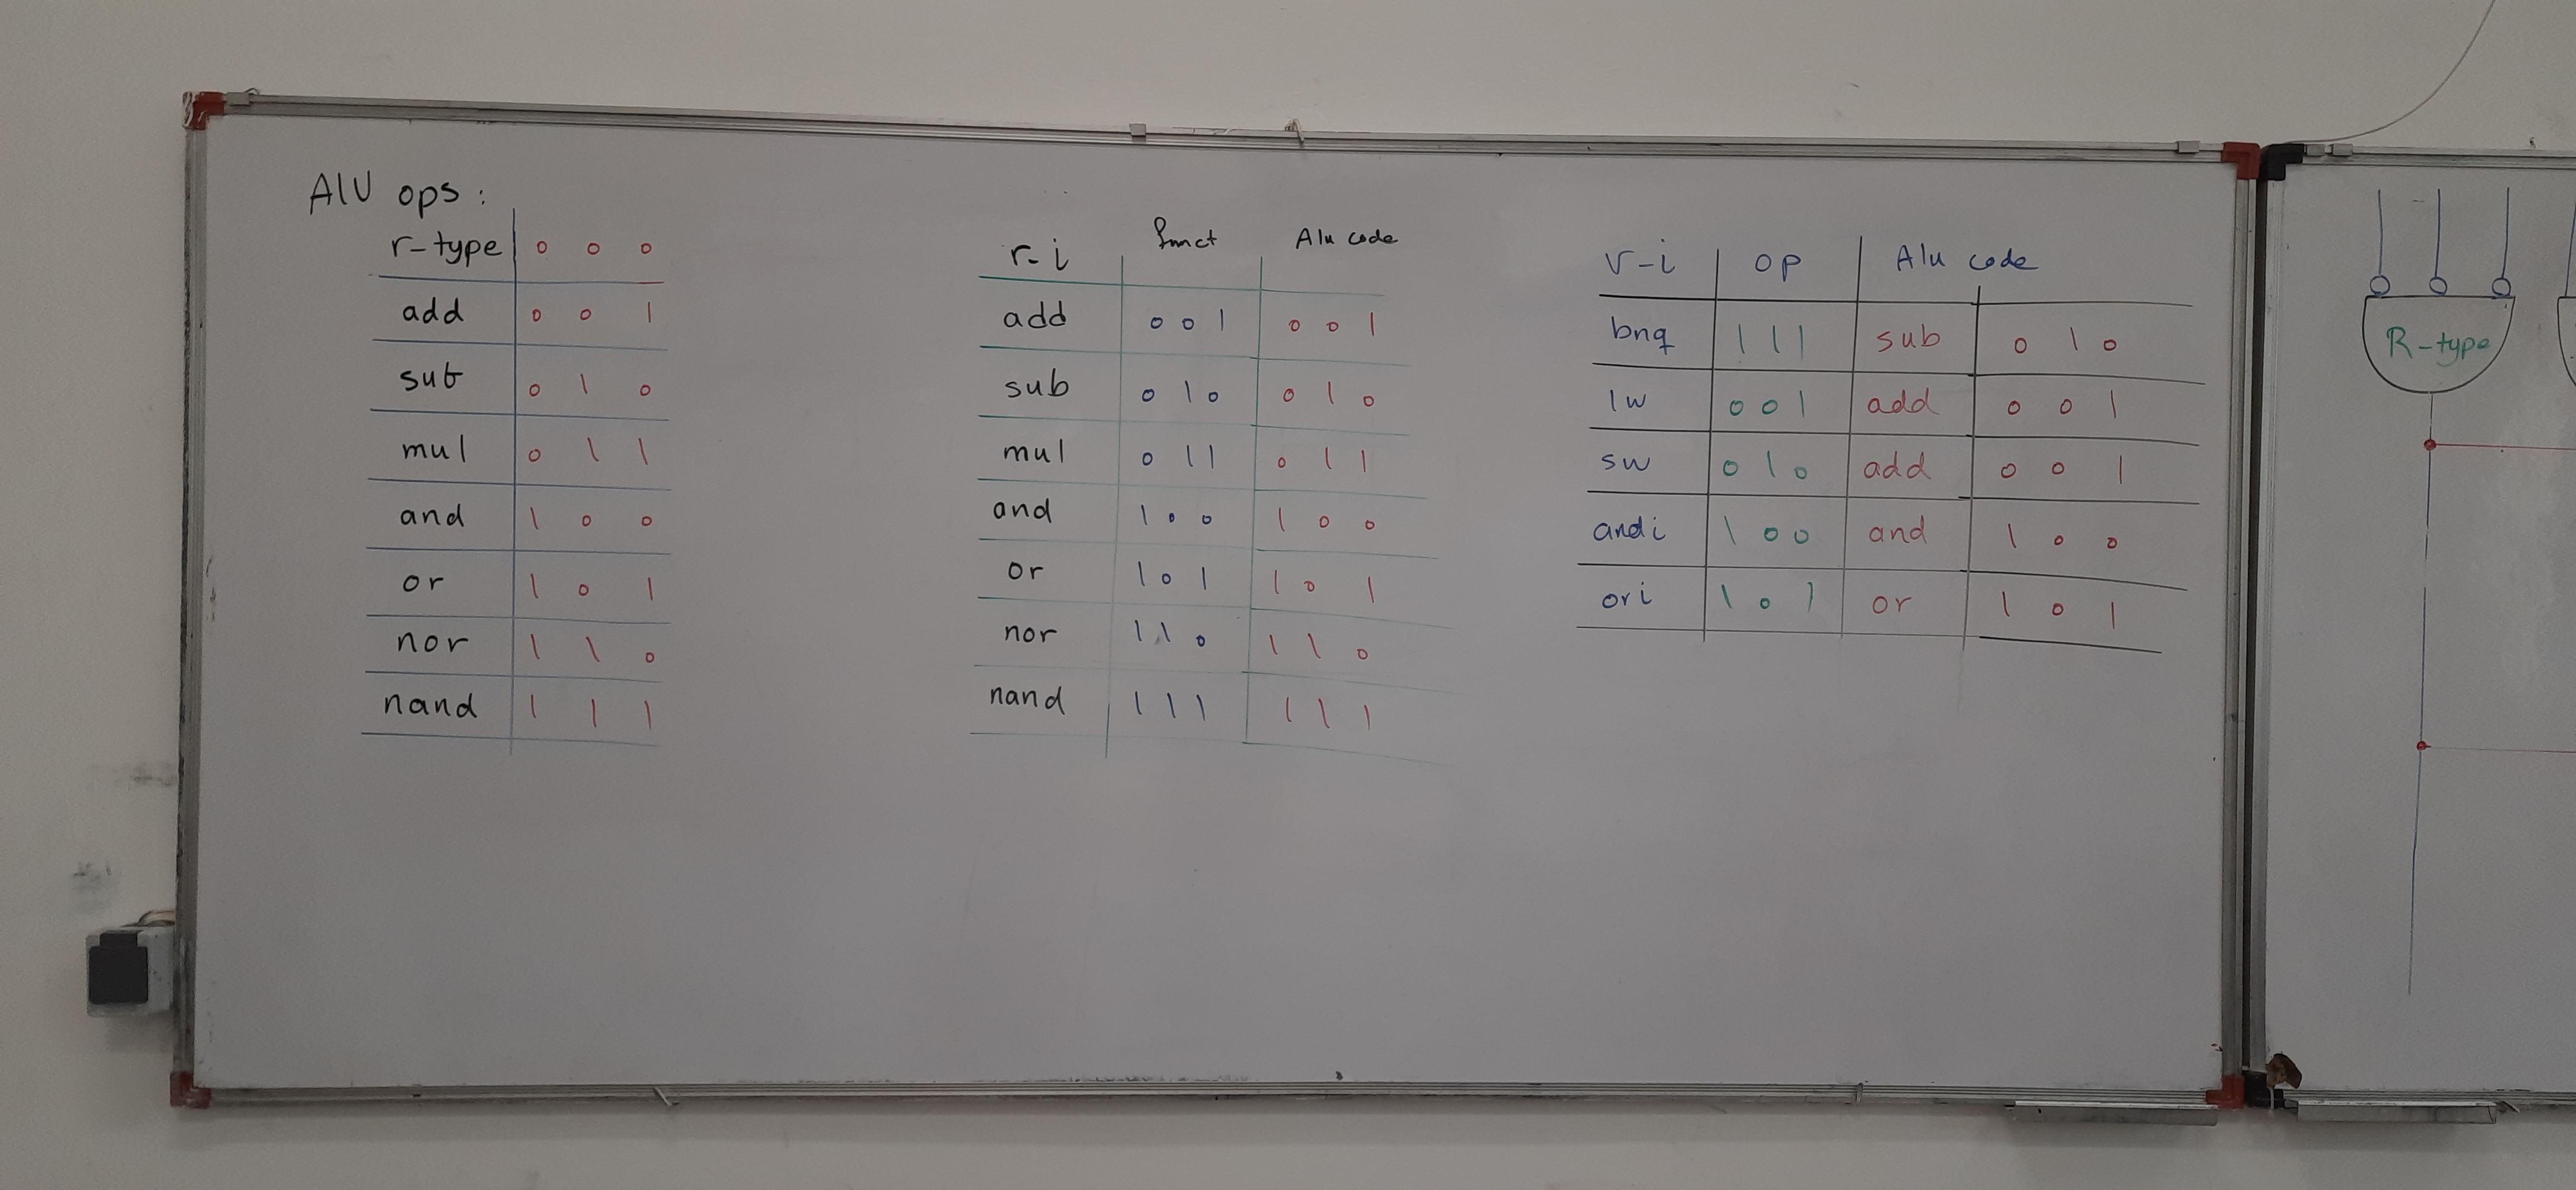 AlU ops :
r-type 0 0 0
add 0 0 1
sub 0 1 0
mul 0 1 1
and 1 0 0
or 1 0 1
nor 1 1 0
nand 1 1 1
r-i funct Alu code
add 0 0 1 0 0 1
sub 0 1 0 0 1 0
mul 0 1 1 0 1 1
and 1 0 0 1 0 0
or 1 0 1 1 0 1
nor 1 1 0 1 1 0
nand 1 1 1 1 1 1
r-i op Alu code
bnq 1 1 1 sub 0 1 0
lw 0 0 1 add 0 0 1
sw 0 1 0 add 0 0 1
andi 1 0 0 and 1 0 0
ori 1 0 1 or 1 0 1
R-type